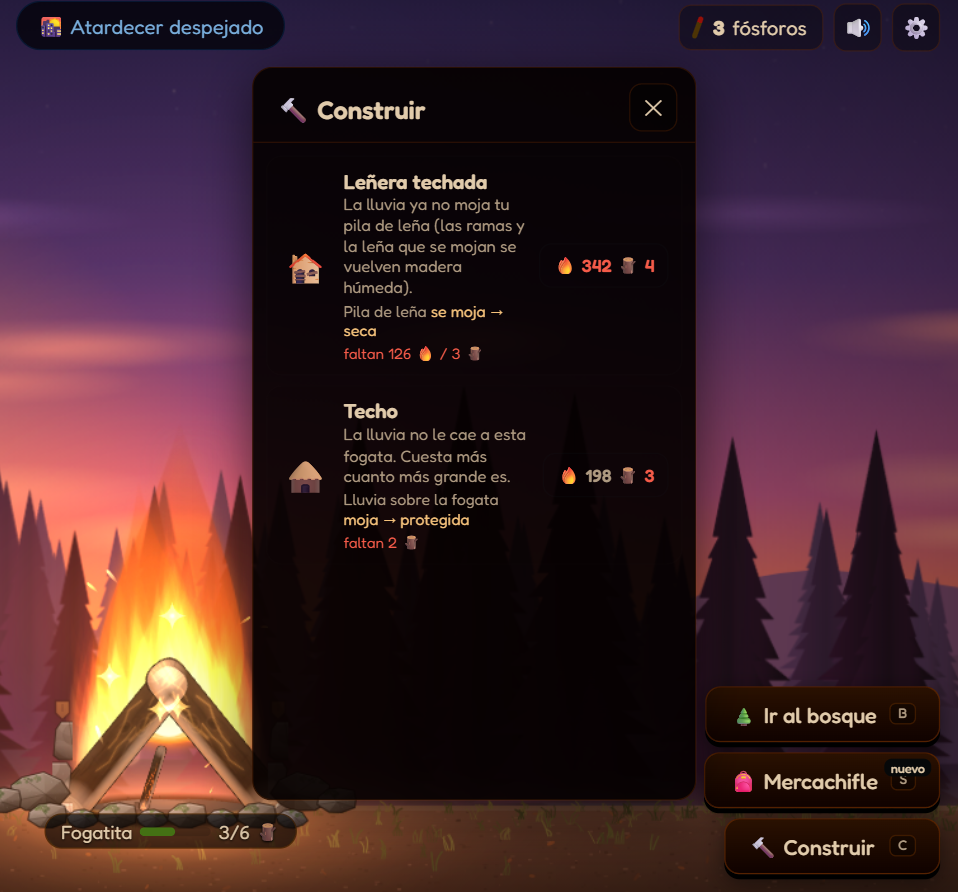 Atardecer despejado
3 fósforos
Construir
Leñera techada
La lluvia ya no moja tu
pila de leña (las ramas y
la leña que se mojan se
vuelven madera
húmeda).
342 4
Pila de leña se moja →
seca
faltan 126 / 3
Techo
La lluvia no le cae a esta
fogata. Cuesta más
cuanto más grande es.
198 3
Lluvia sobre la fogata
moja → protegida
faltan 2
Ir al bosque B
nuevo
Mercachifle S
Fogatita 3/6
Construir C